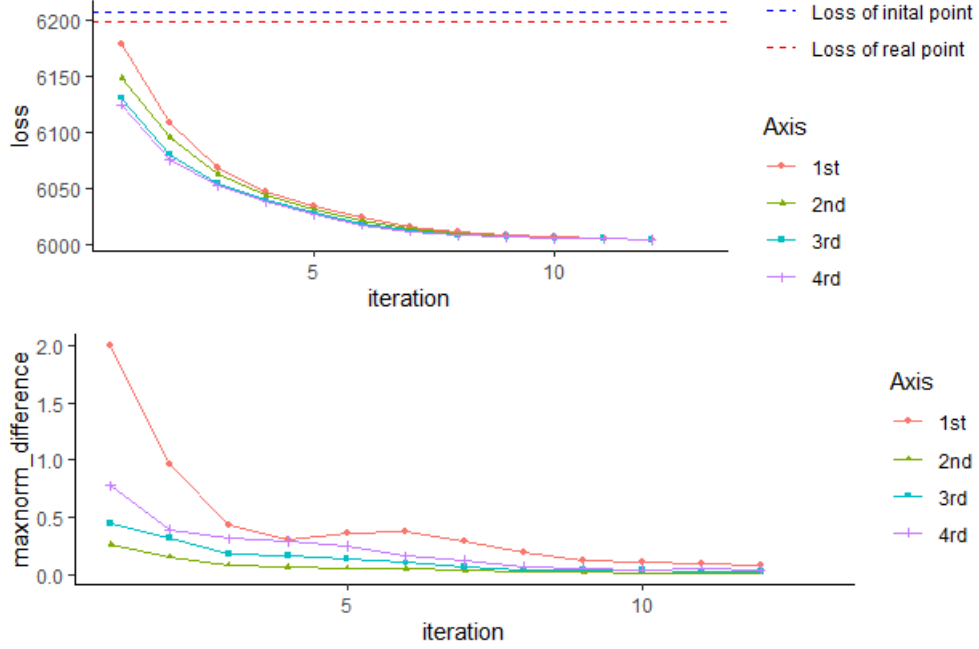 6200
6150
6100
6050
6000
loss
5
10
iteration
Loss of inital point
Loss of real point
Axis
1st
2nd
3rd
4rd
2.0
1.5
1.0
0.5
0.0
maxnorm_difference
5
10
iteration
Axis
1st
2nd
3rd
4rd